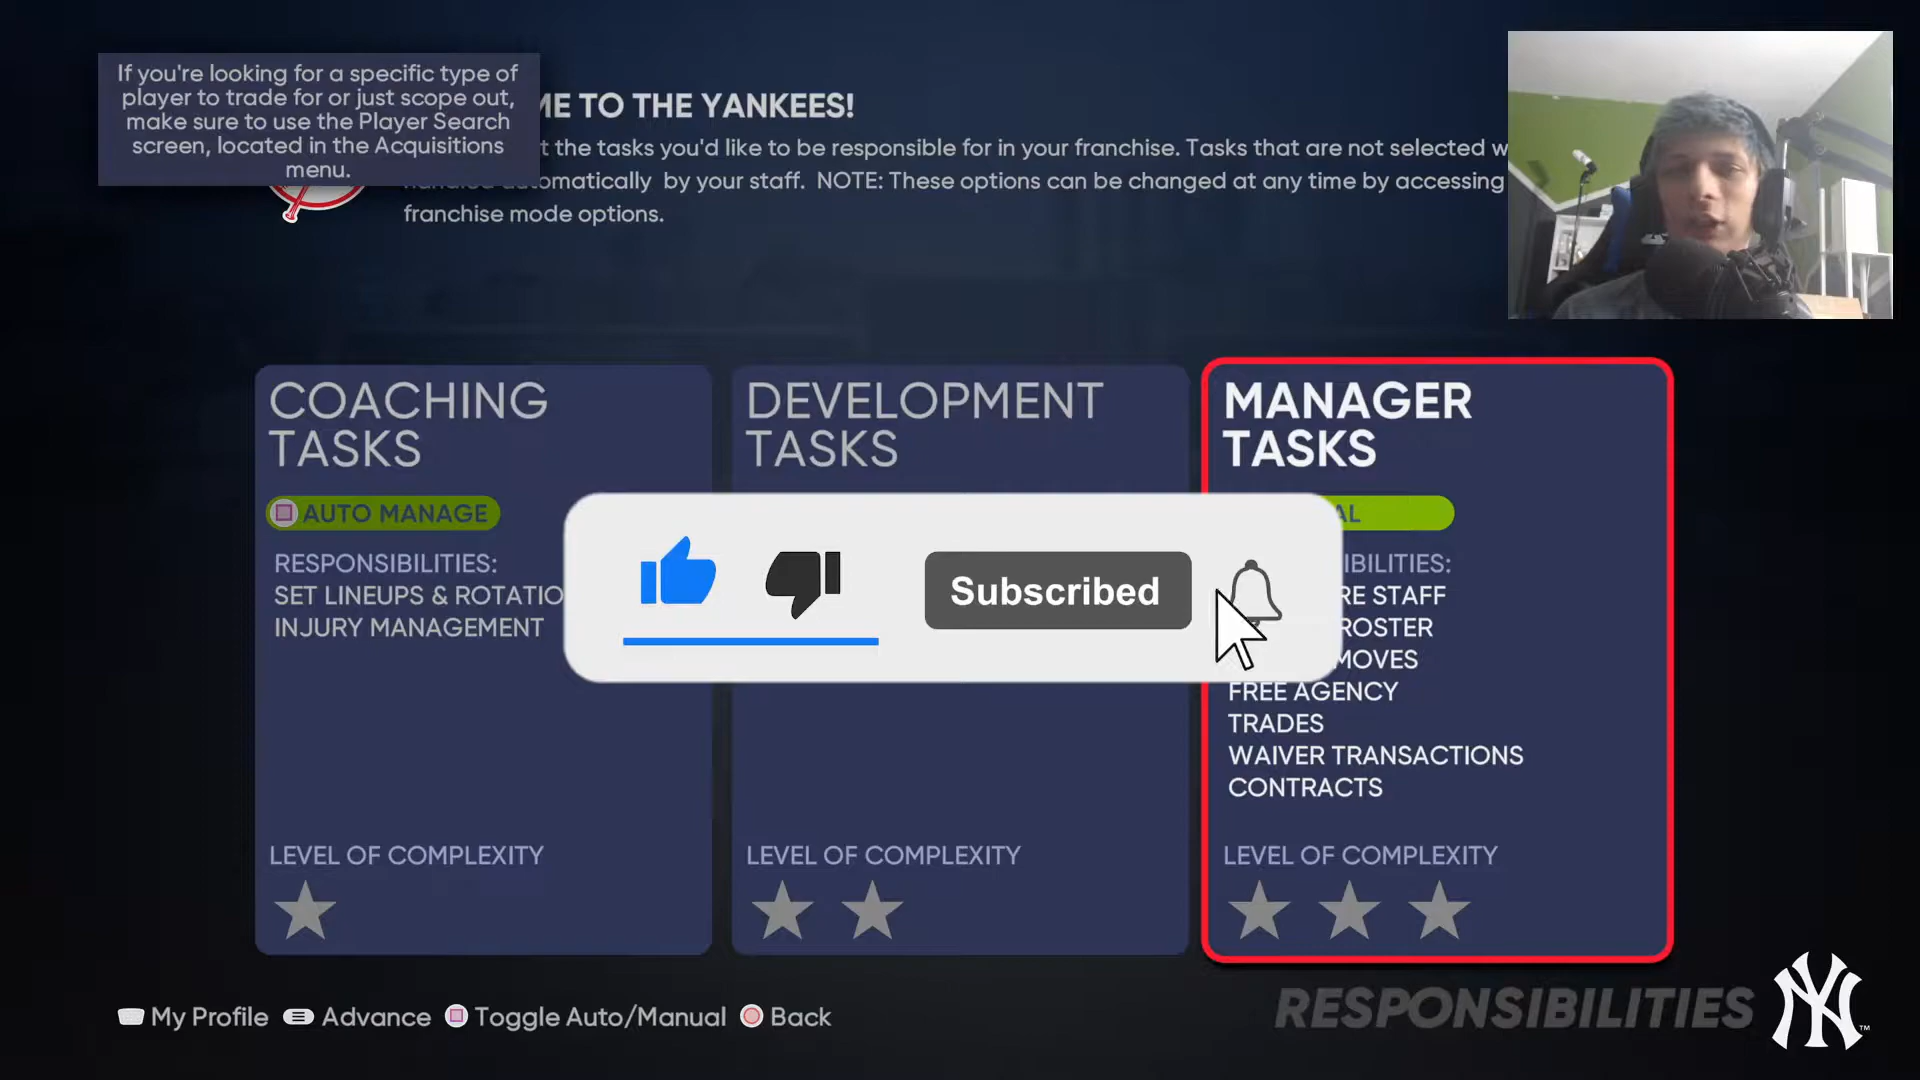 If you're looking for a specific type of
player to trade for or just scope out,
make sure to use the Player Search
screen, located in the Acquisitions
menu.
ME TO THE YANKEES!
t the tasks you'd like to be responsible for in your franchise. Tasks that are not selected w
handled automatically by your staff. NOTE: These options can be changed at any time by accessing
franchise mode options.
COACHING
TASKS
AUTO MANAGE
RESPONSIBILITIES:
SET LINEUPS & ROTATIO
INJURY MANAGEMENT
LEVEL OF COMPLEXITY
DEVELOPMENT
TASKS
LEVEL OF COMPLEXITY
MANAGER
TASKS
AL
IBILITIES:
RE STAFF
ROSTER
MOVES
FREE AGENCY
TRADES
WAIVER TRANSACTIONS
CONTRACTS
LEVEL OF COMPLEXITY
Subscribed
My Profile Advance Toggle Auto/Manual Back
RESPONSIBILITIES
NY
TM